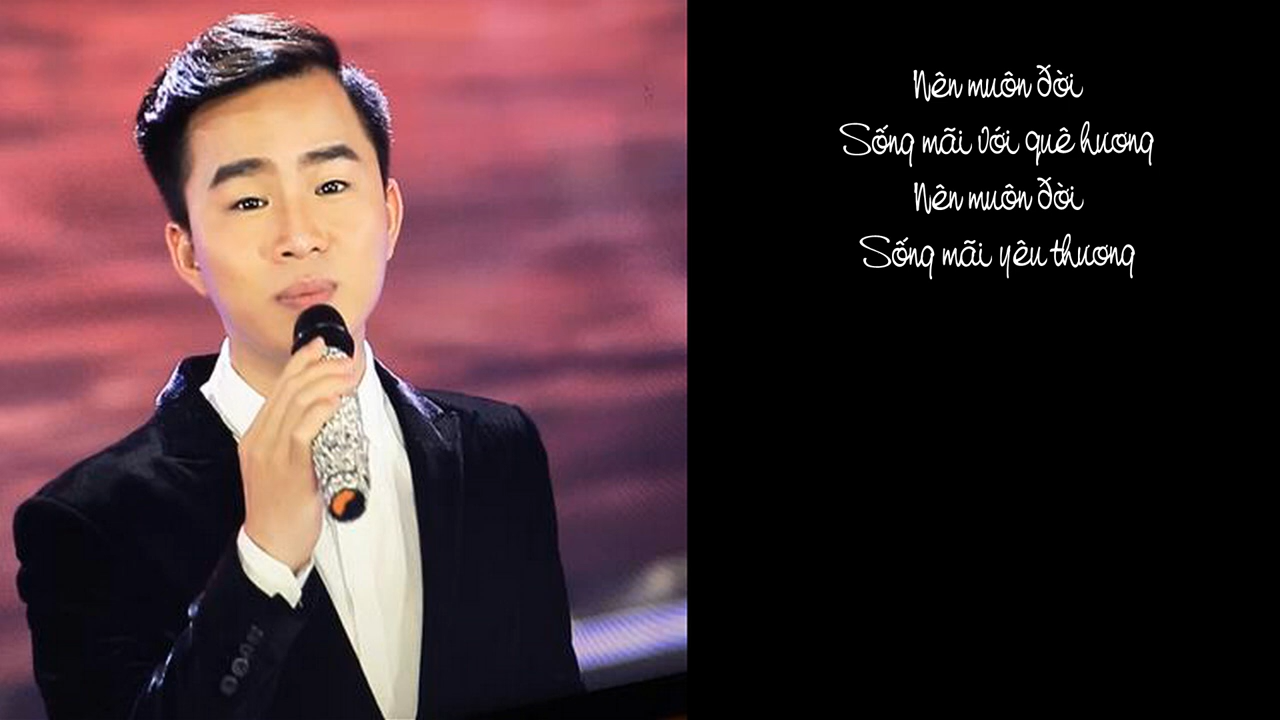 Nên muôn đời
Sống mãi với quê hương
Nên muôn đời
Sống mãi yêu thương